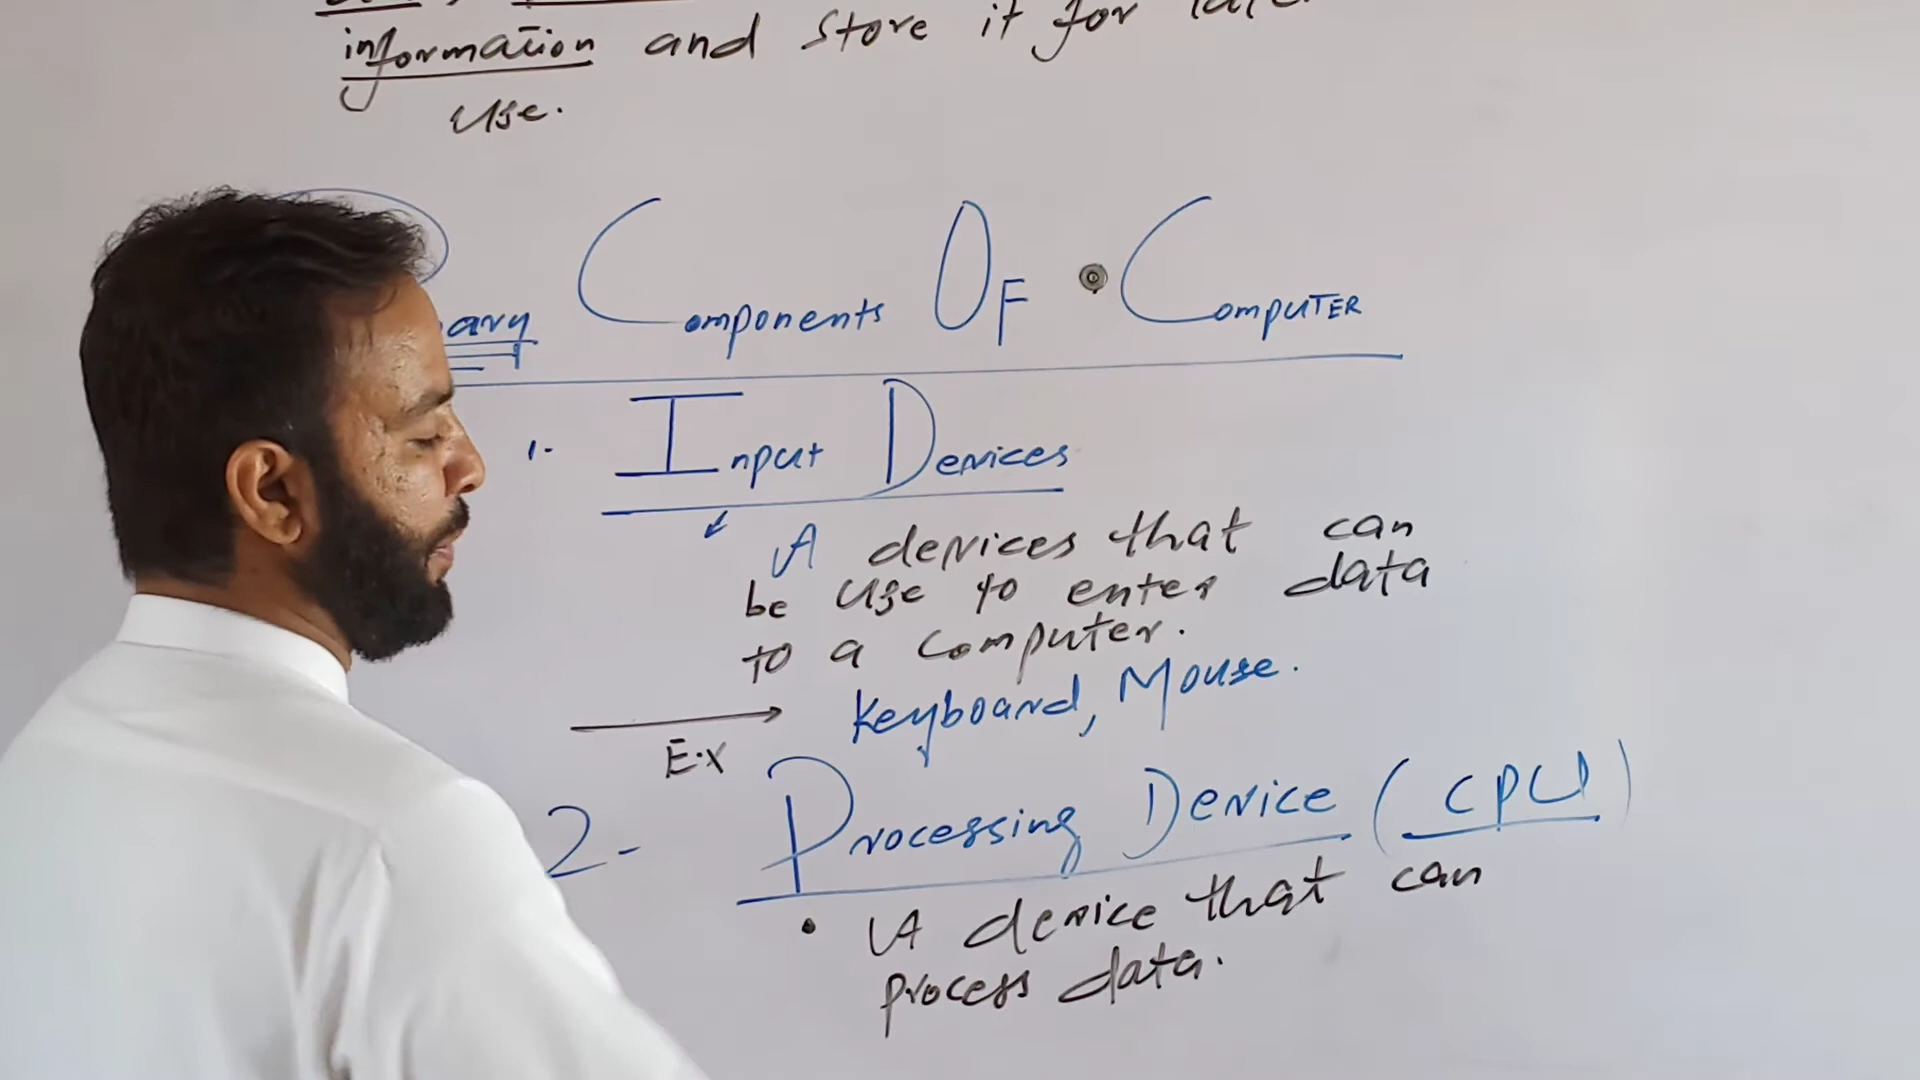 information and store it for
use.
Components OF Computer
1- Input Devices
A devices that can
be use to enter data
to a computer.
Ex → Keyboard, Mouse.
2- Processing Device (CPU)
• A device that can
process data.